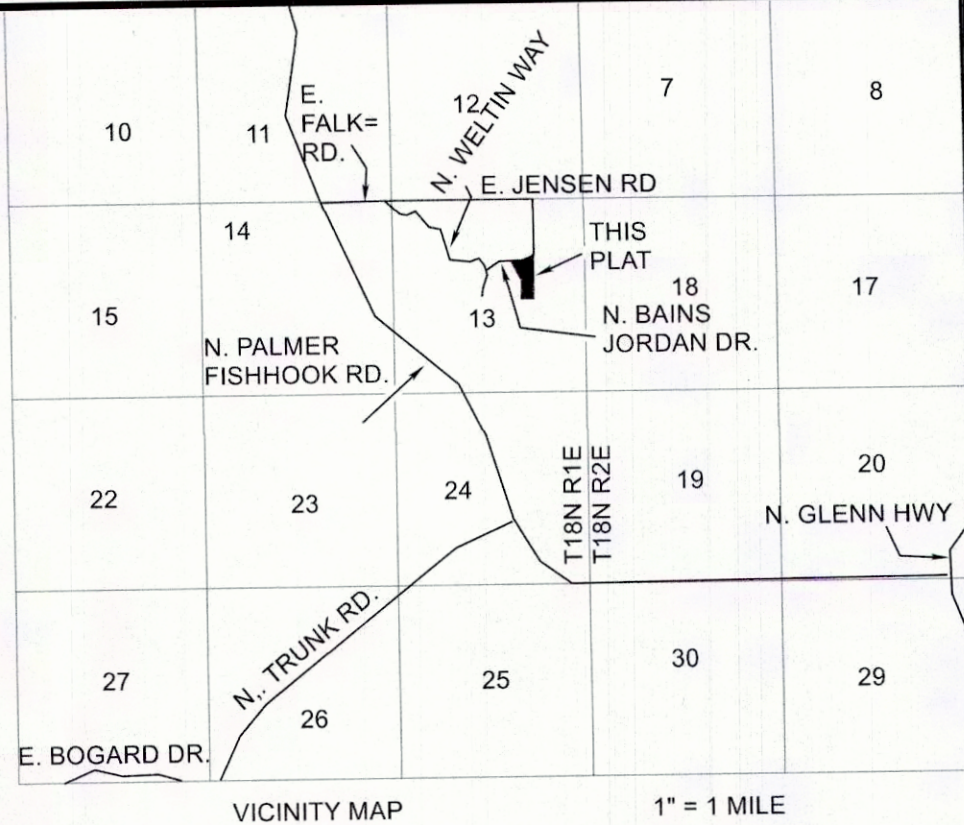 10
11
12
7
8
E.
FALK=
RD.
N. WELTIN WAY
E. JENSEN RD
14
THIS
PLAT
15
13
18
17
N. BAINS
JORDAN DR.
N. PALMER
FISHHOOK RD.
22
23
24
T18N R1E
T18N R2E
19
20
N. GLENN HWY
N,. TRUNK RD.
27
26
25
30
29
E. BOGARD DR.
VICINITY MAP
1" = 1 MILE